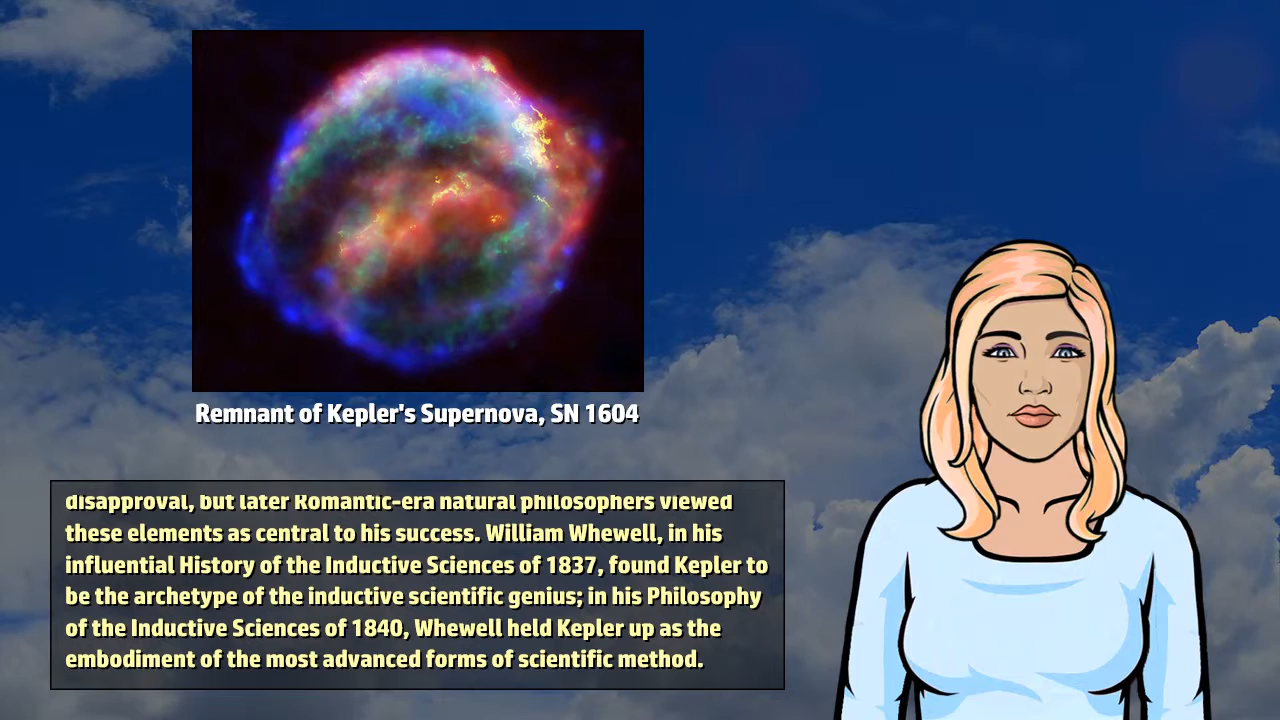 Remnant of Kepler's Supernova, SN 1604
disapproval, but later Romantic-era natural philosophers viewed
these elements as central to his success. William Whewell, in his
influential History of the Inductive Sciences of 1837, found Kepler to
be the archetype of the inductive scientific genius; in his Philosophy
of the Inductive Sciences of 1840, Whewell held Kepler up as the
embodiment of the most advanced forms of scientific method.